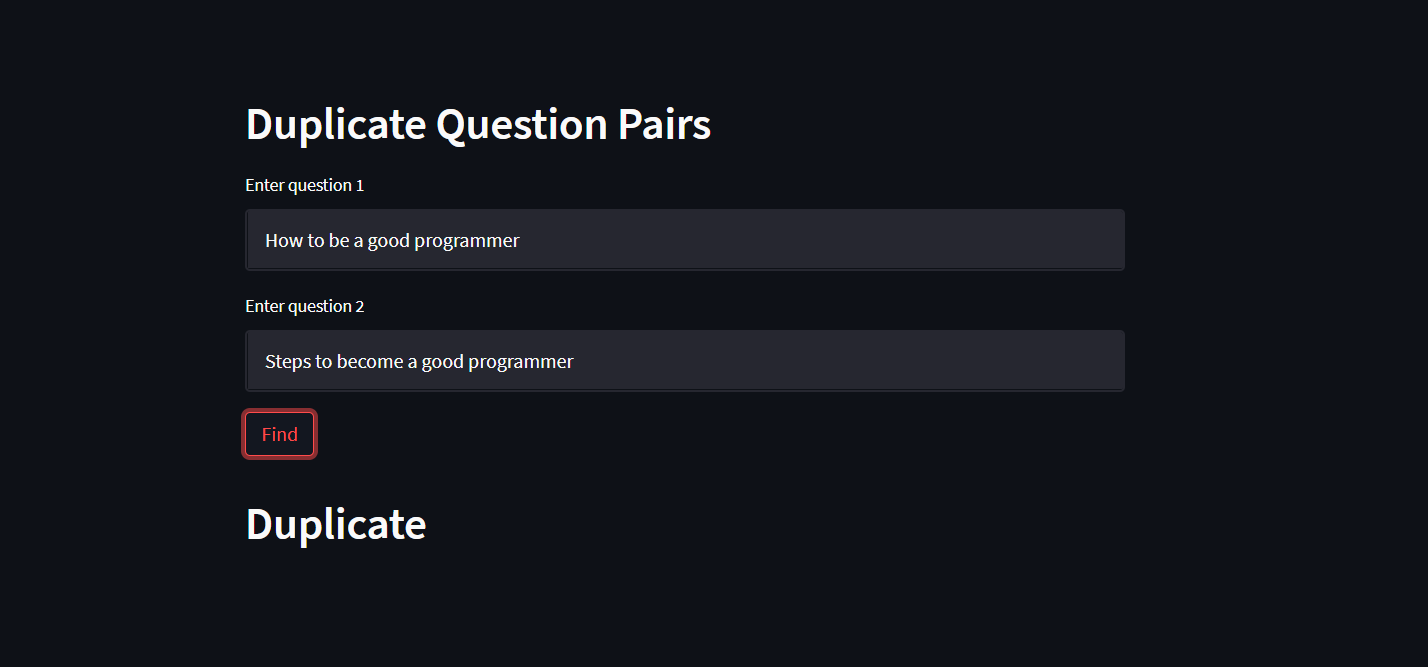 Duplicate Question Pairs
Enter question 1
How to be a good programmer
Enter question 2
Steps to become a good programmer
Find
Duplicate